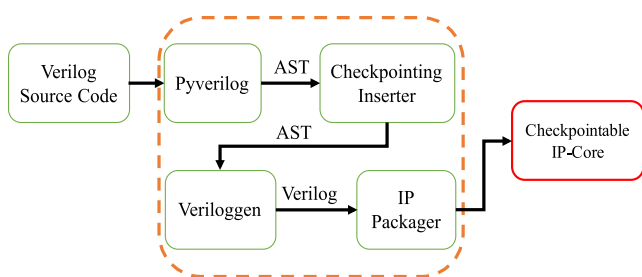 Verilog
Source Code
Pyverilog
AST
Checkpointing
Inserter
AST
Veriloggen
Verilog
IP
Packager
Checkpointable
IP-Core